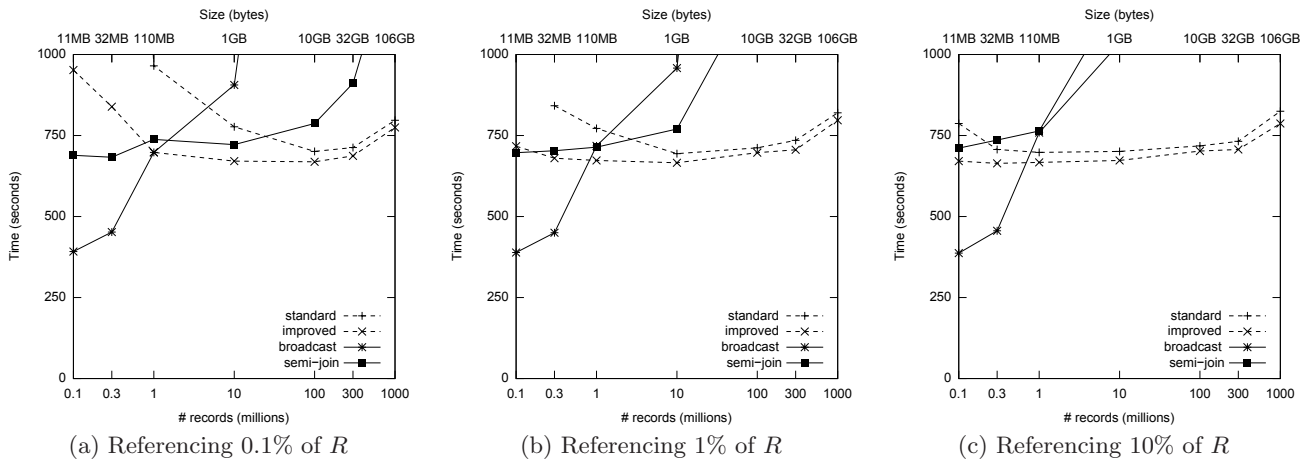 Size (bytes)
11MB 32MB 110MB 1GB 10GB 32GB 106GB
1000
750
500
250
0
Time (seconds)
standard
improved
broadcast
semi-join
0.1 0.3 1 10 100 300 1000
# records (millions)
(a) Referencing 0.1% of R
Size (bytes)
11MB 32MB 110MB 1GB 10GB 32GB 106GB
1000
750
500
250
0
Time (seconds)
standard
improved
broadcast
semi-join
0.1 0.3 1 10 100 300 1000
# records (millions)
(b) Referencing 1% of R
Size (bytes)
11MB 32MB 110MB 1GB 10GB 32GB 106GB
1000
750
500
250
0
Time (seconds)
standard
improved
broadcast
semi-join
0.1 0.3 1 10 100 300 1000
# records (millions)
(c) Referencing 10% of R